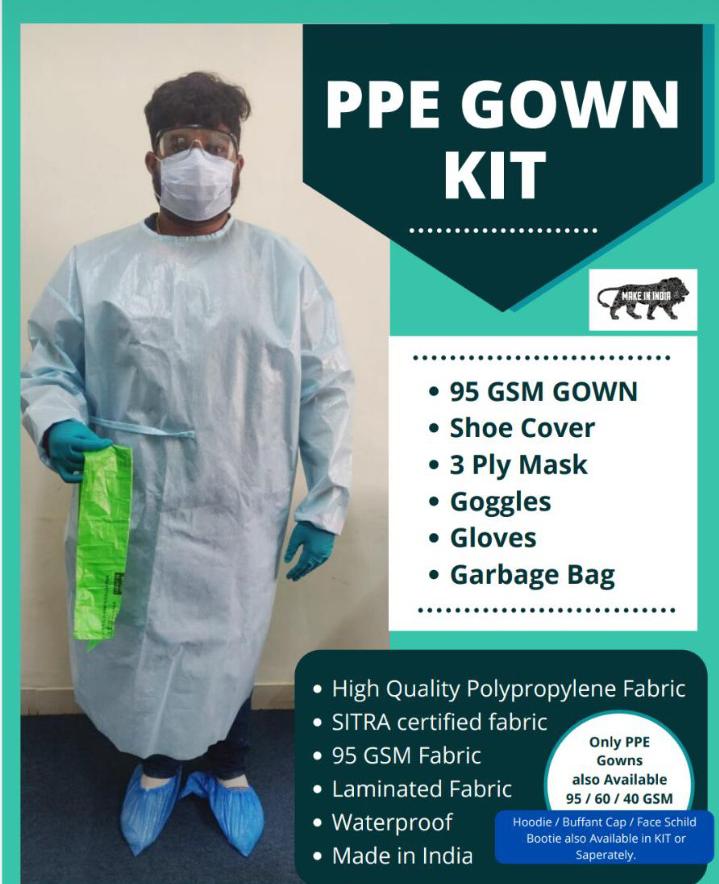 PPE GOWN
KIT
MAKE IN INDIA
95 GSM GOWN
Shoe Cover
3 Ply Mask
Goggles
Gloves
Garbage Bag
High Quality Polypropylene Fabric
SITRA certified fabric
95 GSM Fabric
Laminated Fabric
Waterproof
Made in India
Only PPE
Gowns
also Available
95 / 60 / 40 GSM
Hoodie / Buffant Cap / Face Schild
Bootie also Available in KIT or
Saperately.